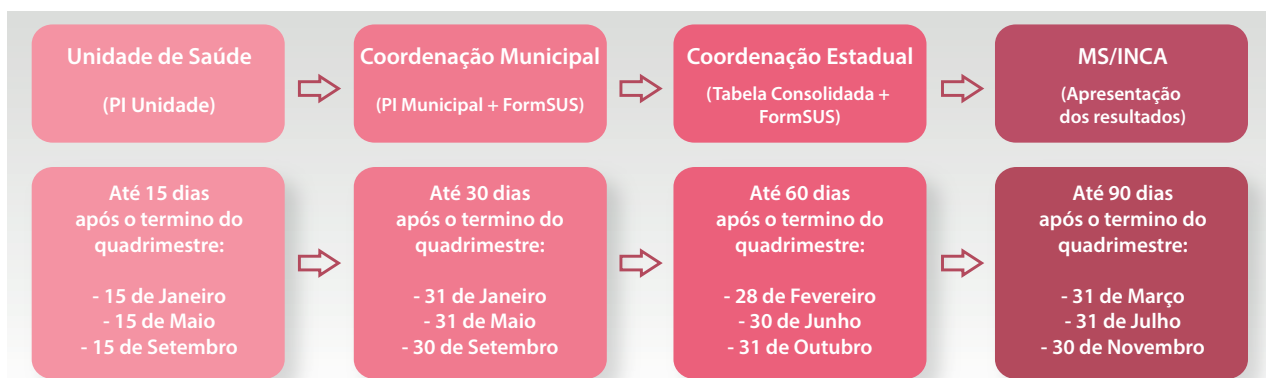 Unidade de Saúde
(PI Unidade)
Coordenação Municipal
(PI Municipal + FormSUS)
Coordenação Estadual
(Tabela Consolidada +
FormSUS)
MS/INCA
(Apresentação
dos resultados)
Até 15 dias
após o termino do
quadrimestre:
- 15 de Janeiro
- 15 de Maio
- 15 de Setembro
Até 30 dias
após o termino do
quadrimestre:
- 31 de Janeiro
- 31 de Maio
- 30 de Setembro
Até 60 dias
após o termino do
quadrimestre:
- 28 de Fevereiro
- 30 de Junho
- 31 de Outubro
Até 90 dias
após o termino do
quadrimestre:
- 31 de Março
- 31 de Julho
- 30 de Novembro